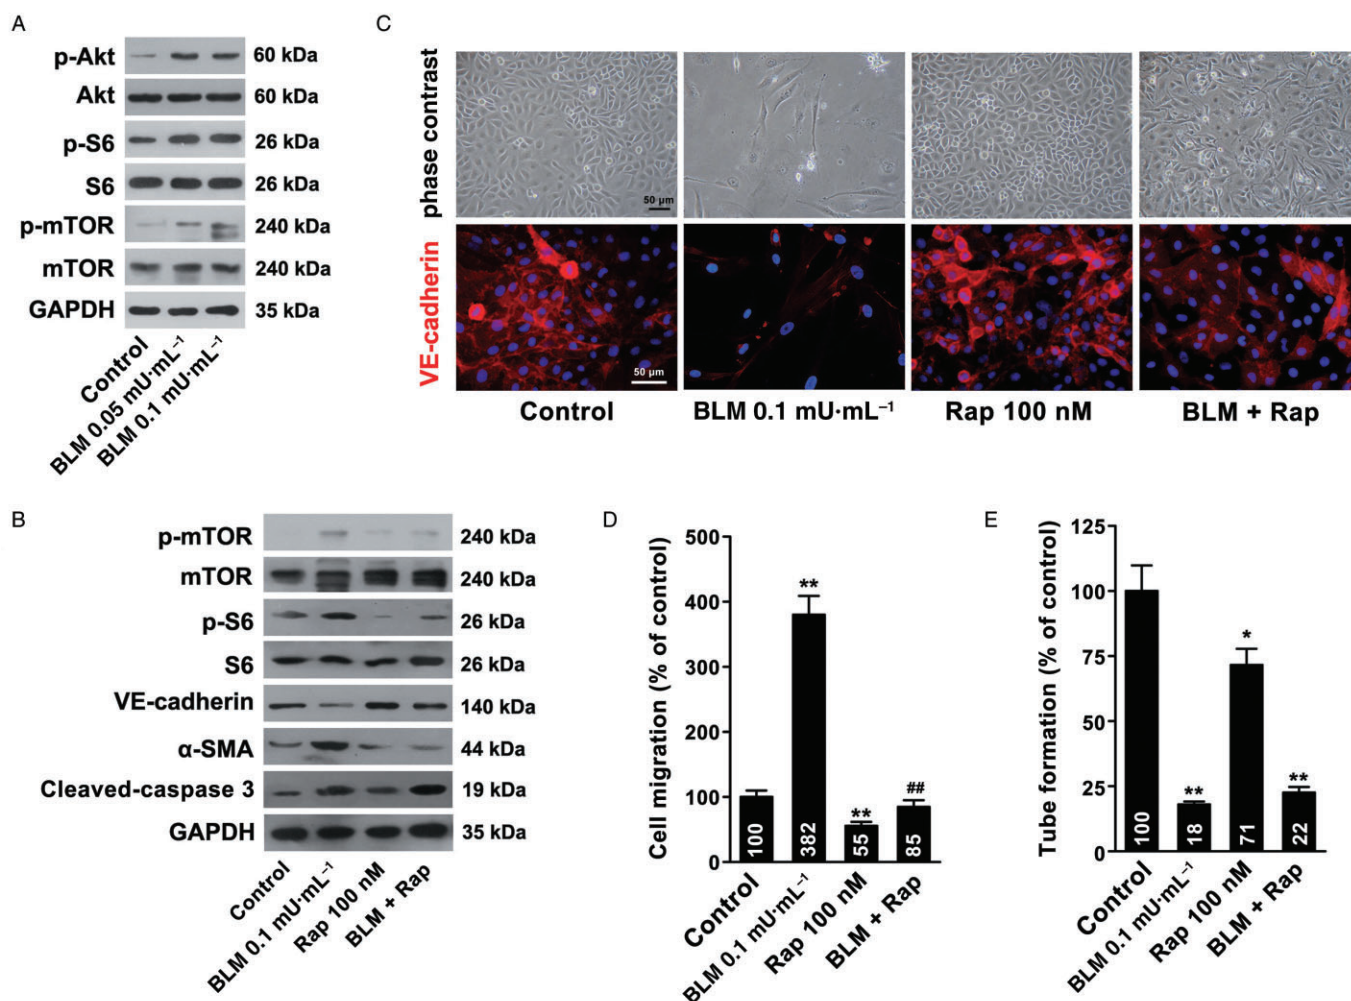 A
p-Akt 60 kDa
Akt 60 kDa
p-S6 26 kDa
S6 26 kDa
p-mTOR 240 kDa
mTOR 240 kDa
GAPDH 35 kDa
Control
BLM 0.05 mU·mL⁻¹
BLM 0.1 mU·mL⁻¹
C
phase contrast
50 µm
VE-cadherin
50 µm
Control BLM 0.1 mU·mL⁻¹ Rap 100 nM BLM + Rap
B
p-mTOR 240 kDa
mTOR 240 kDa
p-S6 26 kDa
S6 26 kDa
VE-cadherin 140 kDa
α-SMA 44 kDa
Cleaved-caspase 3 19 kDa
GAPDH 35 kDa
Control
BLM 0.1 mU·mL⁻¹
Rap 100 nM
BLM + Rap
D
Cell migration (% of control)
500
400
300
200
100
0
100
**
382
**
55
##
85
Control
BLM 0.1 mU·mL⁻¹
Rap 100 nM
BLM + Rap
E
Tube formation (% of control)
125
100
75
50
25
0
100
**
18
*
71
**
22
Control
BLM 0.1 mU·mL⁻¹
Rap 100 nM
BLM + Rap